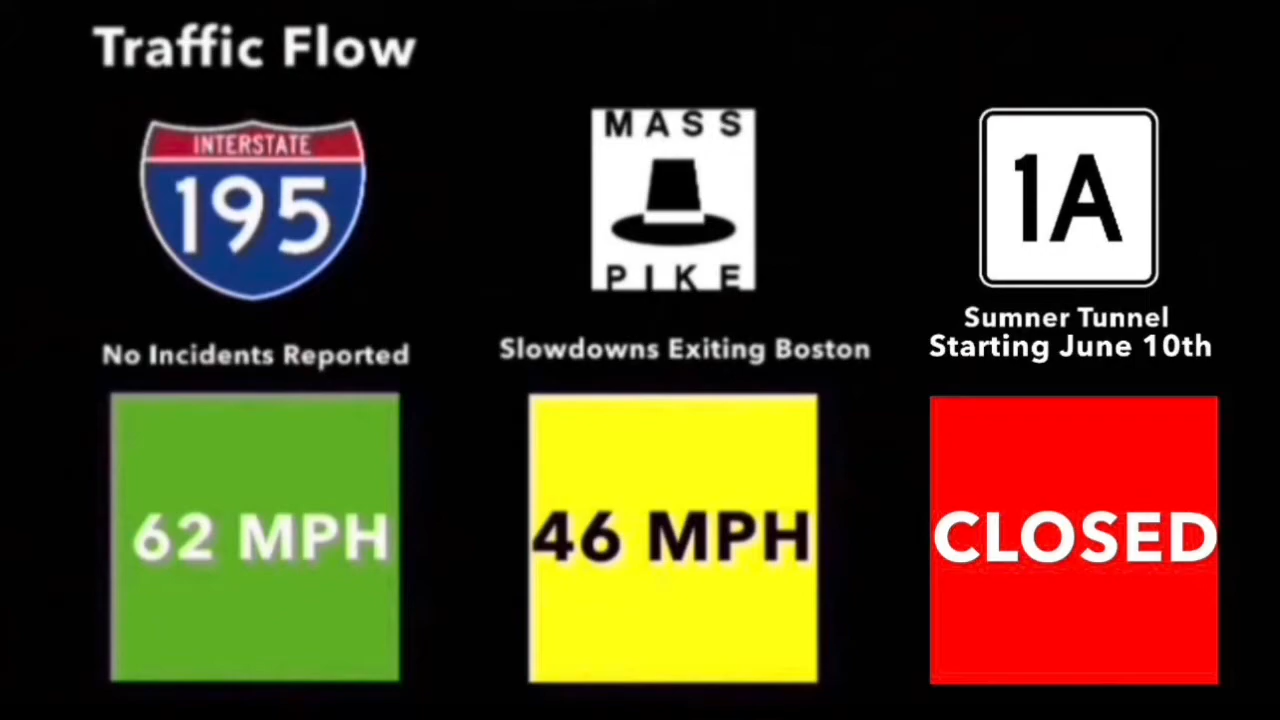 Traffic Flow
INTERSTATE
195
No Incidents Reported
62 MPH
MASS
PIKE
Slowdowns Exiting Boston
46 MPH
1A
Sumner Tunnel
Starting June 10th
CLOSED